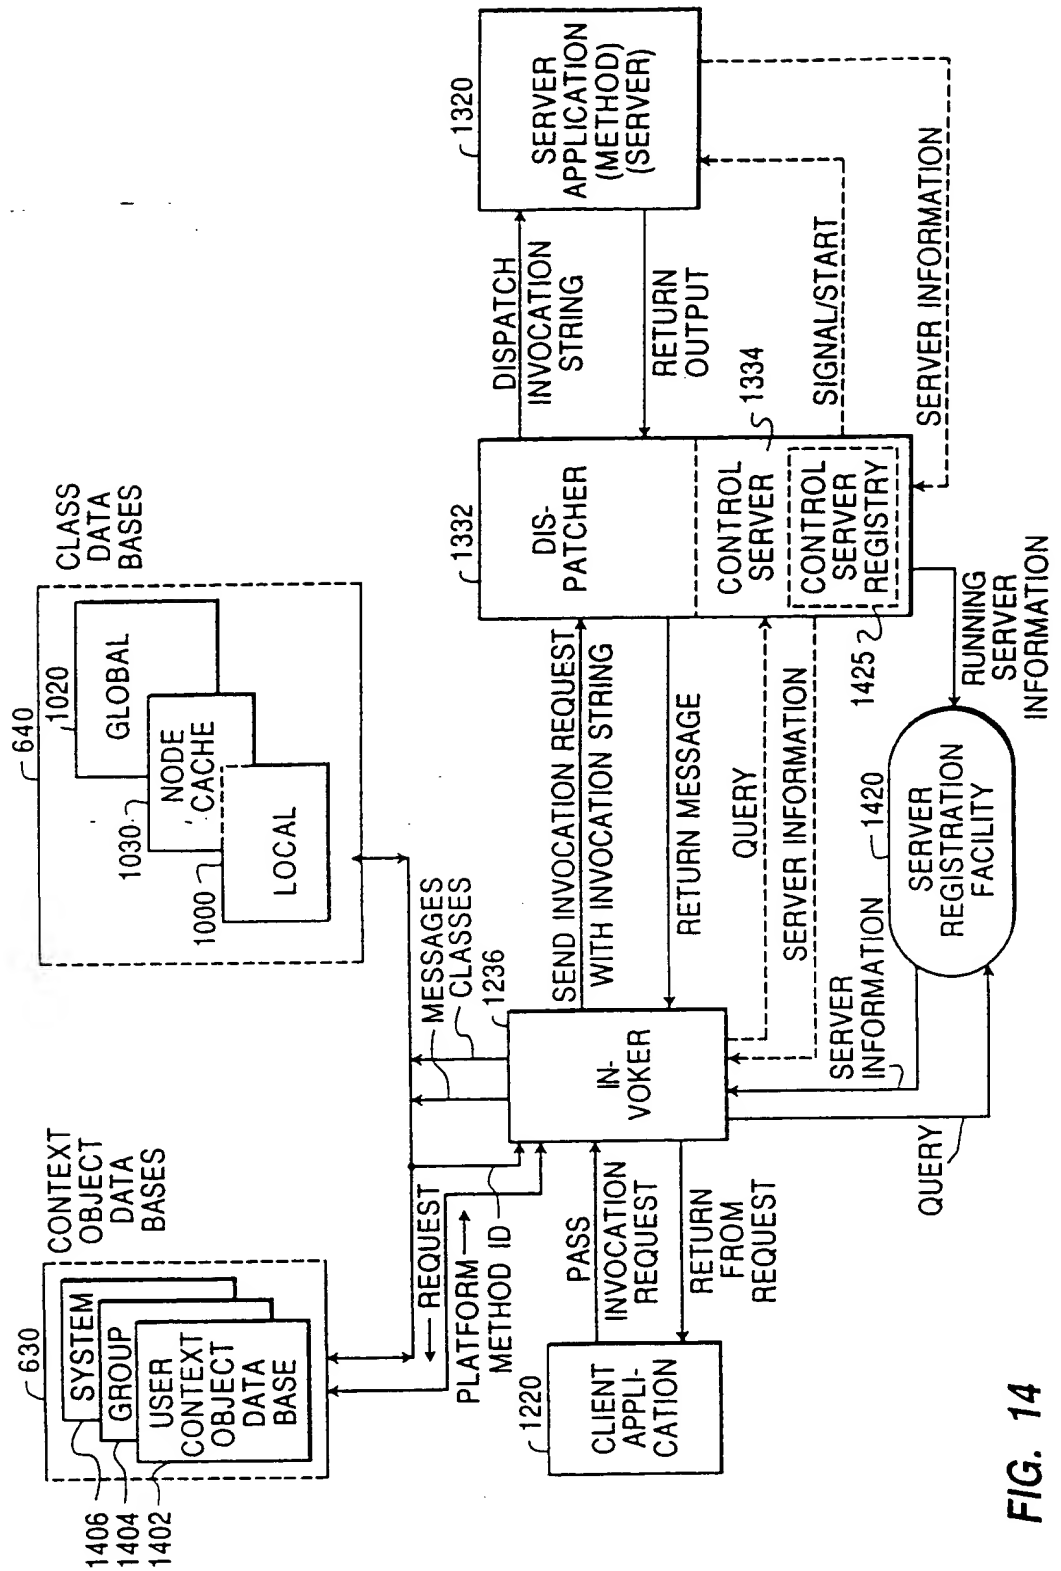 CONTEXT
OBJECT
DATA
BASES
630
SYSTEM
GROUP
USER
CONTEXT
OBJECT
DATA
BASE
1406
1404
1402
CLASS
DATA
BASES
640
1020
GLOBAL
1030
NODE
CACHE
1000
LOCAL
MESSAGES
CLASSES
REQUEST
PLATFORM
METHOD ID
1220
CLIENT
APPLI-
CATION
PASS
INVOCATION
REQUEST
RETURN
FROM
REQUEST
1236
IN-
VOKER
SEND INVOCATION REQUEST
WITH INVOCATION STRING
RETURN MESSAGE
QUERY
SERVER INFORMATION
1332
DIS-
PATCHER
CONTROL
SERVER
1334
CONTROL
SERVER
REGISTRY
1425
DISPATCH
INVOCATION
STRING
RETURN
OUTPUT
1320
SERVER
APPLICATION
(METHOD)
(SERVER)
SIGNAL/START
SERVER INFORMATION
SERVER
INFORMATION
QUERY
1420
SERVER
REGISTRATION
FACILITY
RUNNING
SERVER
INFORMATION
FIG. 14